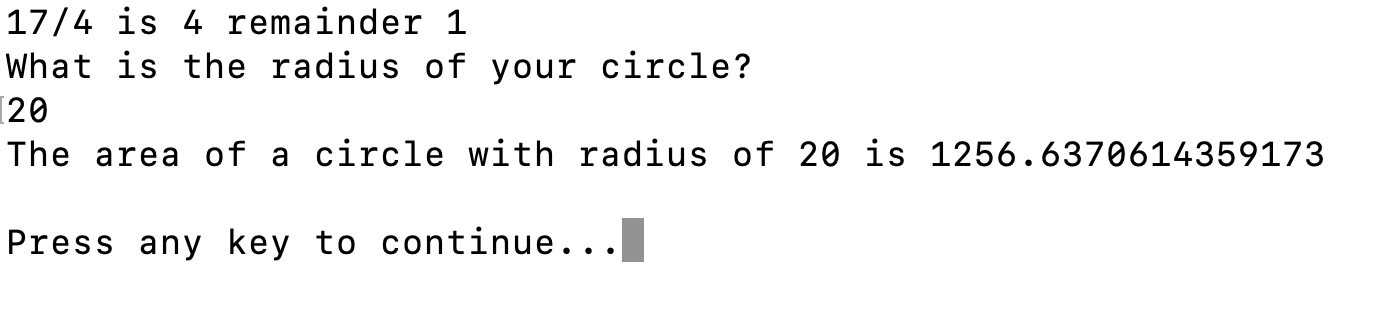 17/4 is 4 remainder 1
What is the radius of your circle?
20
The area of a circle with radius of 20 is 1256.6370614359173
Press any key to continue...